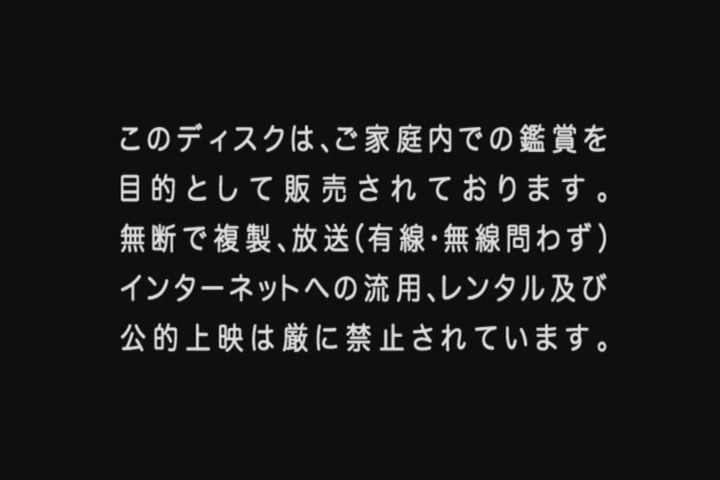 このディスクは、ご家庭内での鑑賞を
目的として販売されております。
無断で複製、放送(有線・無線問わず)
インターネットへの流用、レンタル及び
公的上映は厳に禁止されています。